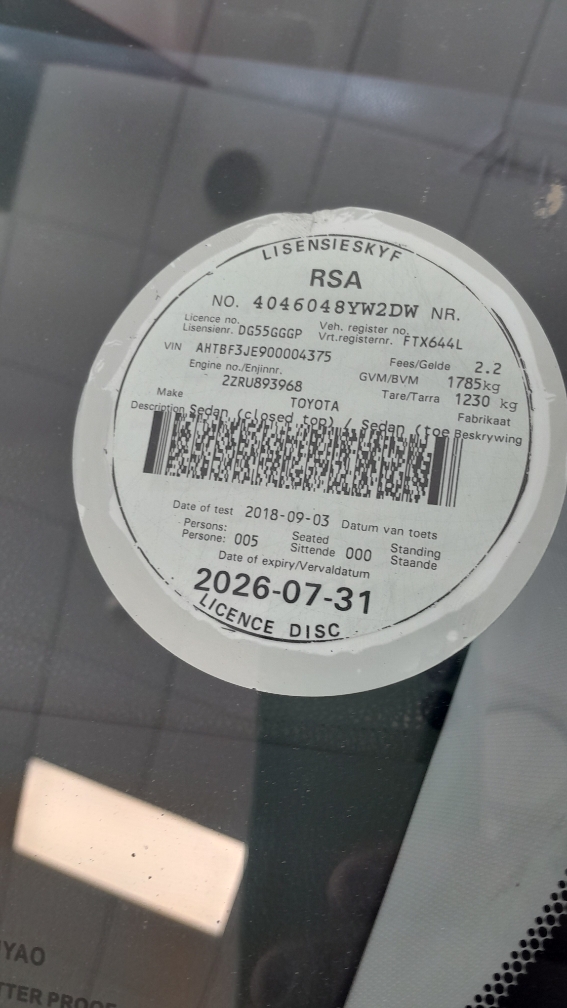 LISENSIESKYF
RSA
NO. 4046048YW2DW NR.
Licence no. Veh. register no.
Lisensienr. DG55GGGP Vrt.registernr. FTX644L
VIN AHTBF3JE900004375 Fees/Gelde 2.2
Engine no./Enjinnr. GVM/BVM 1785kg
2ZRU893968 Tare/Tarra 1230 kg
Make TOYOTA Fabrikaat
Description Sedan (closed top) / Sedan (toe Beskrywing
Date of test 2018-09-03 Datum van toets
Persons: Seated Standing
Persone: 005 Sittende 000 Staande
Date of expiry/Vervaldatum
2026-07-31
LICENCE DISC
YAO
TTER PROOF